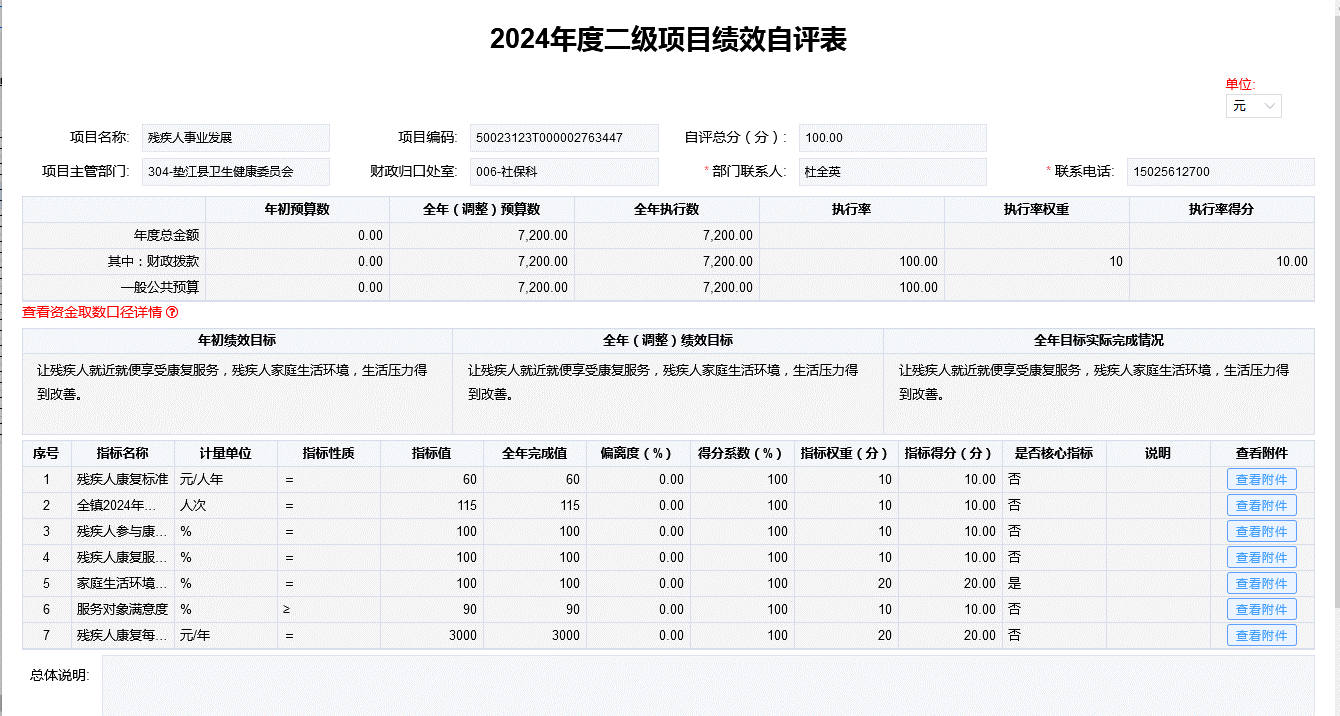 2024年度二级项目绩效自评表
单位:
元
项目名称: 残疾人事业发展 项目编码: 50023123T000002763447 自评总分（分）: 100.00
项目主管部门: 304-垫江县卫生健康委员会 财政归口处室: 006-社保科 * 部门联系人: 杜全英 * 联系电话: 15025612700
年初预算数 全年（调整）预算数 全年执行数 执行率 执行率权重 执行率得分
年度总金额 0.00 7,200.00 7,200.00
其中：财政拨款 0.00 7,200.00 7,200.00 100.00 10 10.00
一般公共预算 0.00 7,200.00 7,200.00 100.00
查看资金取数口径详情 ?
年初绩效目标 全年（调整）绩效目标 全年目标实际完成情况
让残疾人就近就便享受康复服务，残疾人家庭生活环境，生活压力得 让残疾人就近就便享受康复服务，残疾人家庭生活环境，生活压力得 让残疾人就近就便享受康复服务，残疾人家庭生活环境，生活压力得
到改善。 到改善。 到改善。
序号 指标名称 计量单位 指标性质 指标值 全年完成值 偏离度（%） 得分系数（%） 指标权重（分） 指标得分（分） 是否核心指标 说明 查看附件
1 残疾人康复标准 元/人年 = 60 60 0.00 100 10 10.00 否 查看附件
2 全镇2024年... 人次 = 115 115 0.00 100 10 10.00 否 查看附件
3 残疾人参与康... % = 100 100 0.00 100 10 10.00 否 查看附件
4 残疾人康复服... % = 100 100 0.00 100 10 10.00 否 查看附件
5 家庭生活环境... % = 100 100 0.00 100 20 20.00 是 查看附件
6 服务对象满意度 % ≥ 90 90 0.00 100 10 10.00 否 查看附件
7 残疾人康复每... 元/年 = 3000 3000 0.00 100 20 20.00 否 查看附件
总体说明: